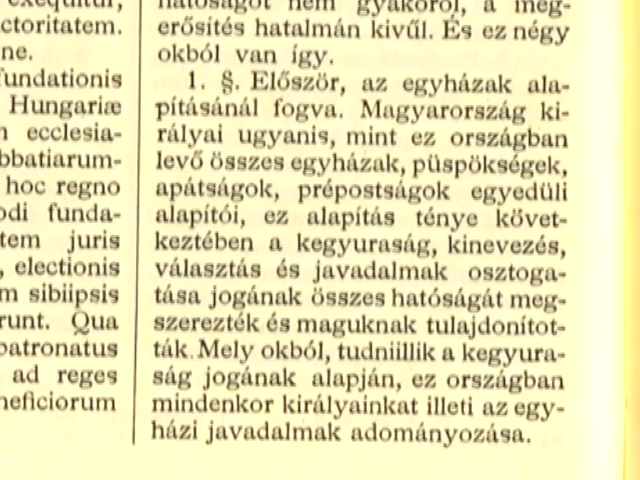 exequitur,
ctoritatem.
ne.
fundationis
Hungariæ
ecclesia-
bbatiarum-
hoc regno
odi funda-
tem juris
, electionis
m sibiipsis
runt. Qua
patronatus
ad reges
neficiorum
hatóságot nem gyakorol, a meg-
erősítés hatalmán kivűl. És ez négy
okból van így.
1. §. Először, az egyházak ala-
pításánál fogva. Magyarország ki-
rályai ugyanis, mint ez országban
levő összes egyházak, püspökségek,
apátságok, prépostságok egyedüli
alapítói, ez alapítás ténye követ-
keztében a kegyuraság, kinevezés,
választás és javadalmak osztoga-
tása jogának összes hatóságát meg-
szerezték és maguknak tulajdonítot-
ták. Mely okból, tudniillik a kegyura-
ság jogának alapján, ez országban
mindenkor királyainkat illeti az egy-
házi javadalmak adományozása.